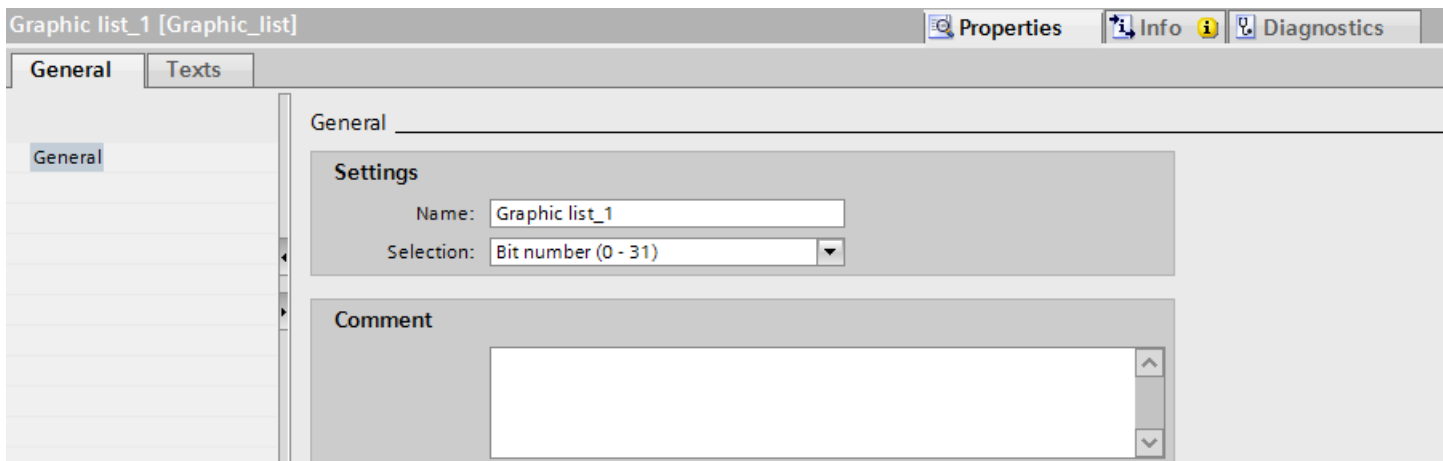 Graphic list_1 [Graphic_list]
Properties
Info
Diagnostics
General
Texts
General
General
Settings
Name: Graphic list_1
Selection: Bit number (0 - 31)
Comment